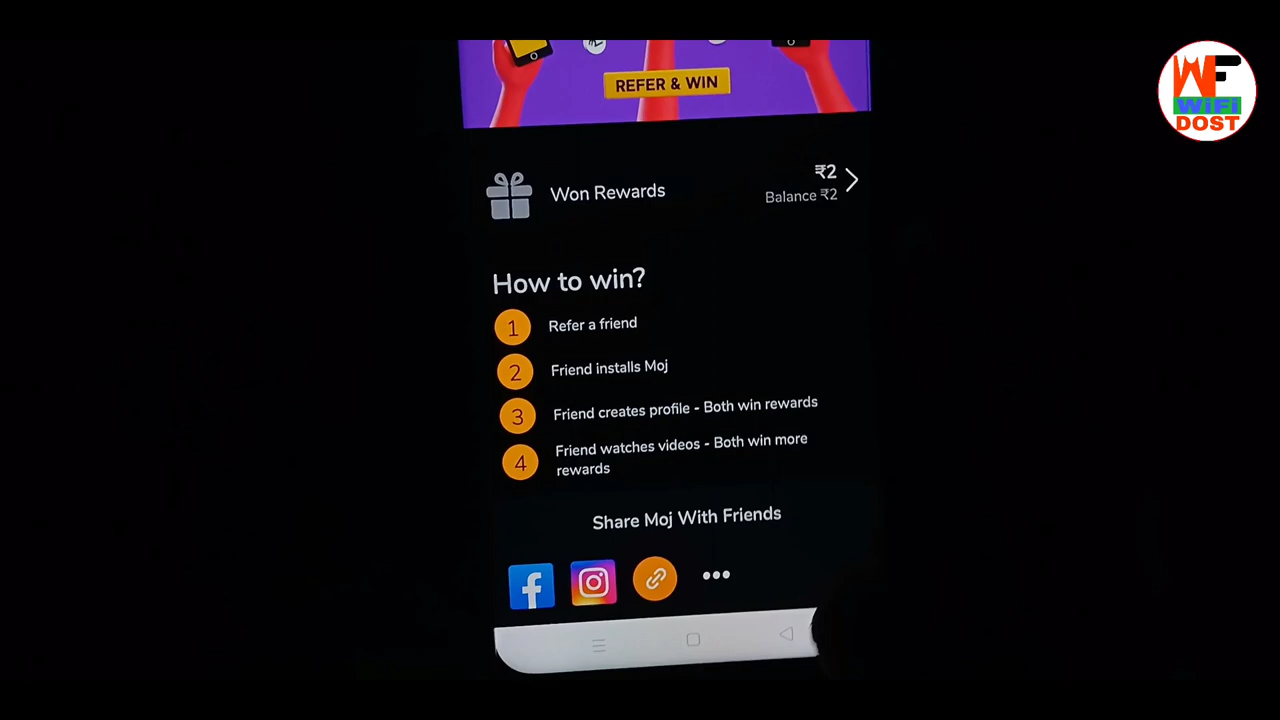 WF
WiFi
DOST
REFER & WIN
Won Rewards
₹2
Balance ₹2
How to win?
1 Refer a friend
2 Friend installs Moj
3 Friend creates profile - Both win rewards
4 Friend watches videos - Both win more
rewards
Share Moj With Friends